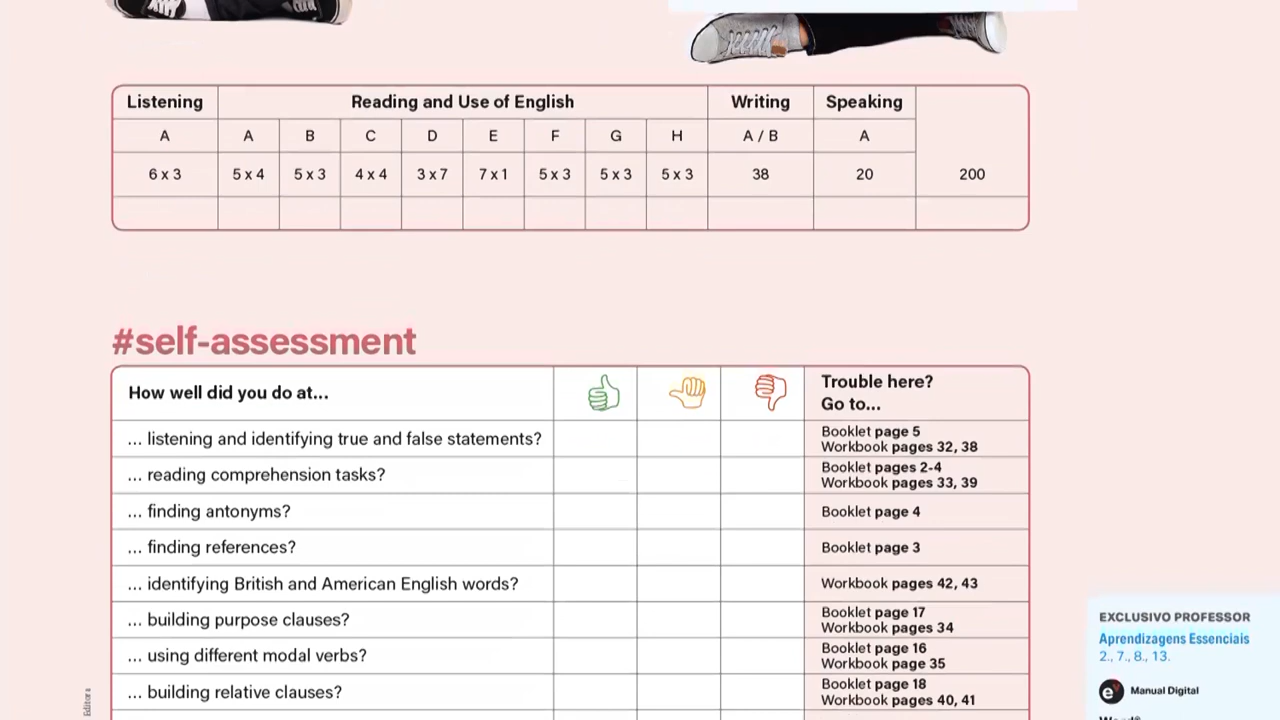 Listening Reading and Use of English Writing Speaking
A A B C D E F G H A / B A
6 x 3 5 x 4 5 x 3 4 x 4 3 x 7 7 x 1 5 x 3 5 x 3 5 x 3 38 20 200
#self-assessment
How well did you do at... Trouble here?
Go to...
... listening and identifying true and false statements? Booklet page 5
Workbook pages 32, 38
... reading comprehension tasks? Booklet pages 2-4
Workbook pages 33, 39
... finding antonyms? Booklet page 4
... finding references? Booklet page 3
... identifying British and American English words? Workbook pages 42, 43
... building purpose clauses? Booklet page 17
Workbook pages 34
... using different modal verbs? Booklet page 16
Workbook page 35
... building relative clauses? Booklet page 18
Workbook pages 40, 41
EXCLUSIVO PROFESSOR
Aprendizagens Essenciais
2., 7., 8., 13.
e Manual Digital
Word®
Editora